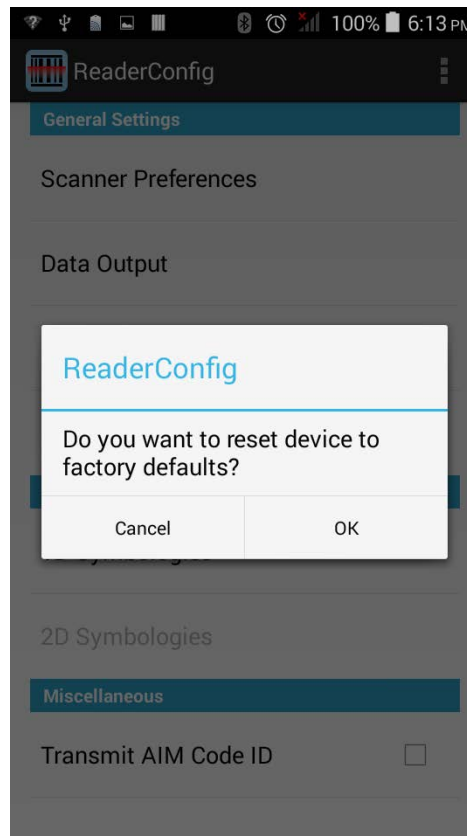 100% 6:13 PM
ReaderConfig
General Settings
Scanner Preferences
Data Output
ReaderConfig
Do you want to reset device to
factory defaults?
Cancel OK
2D Symbologies
Miscellaneous
Transmit AIM Code ID